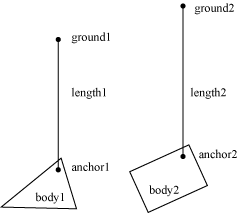 ground1
length1
anchor1
body1
ground2
length2
anchor2
body2